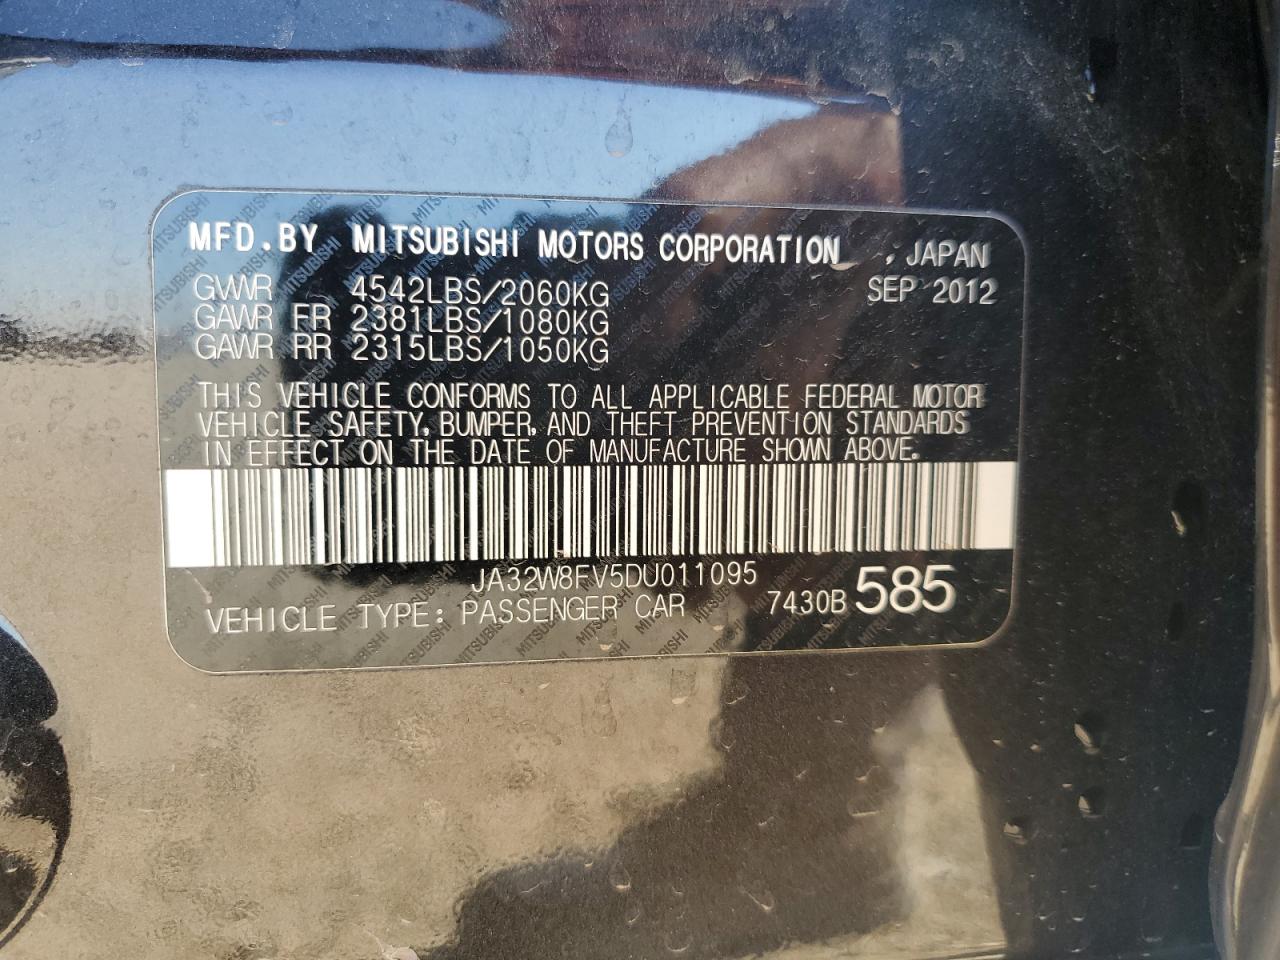 MFD.BY MITSUBISHI MOTORS CORPORATION , JAPAN
GVWR 4542LBS/2060KG SEP 2012
GAWR FR 2381LBS/1080KG
GAWR RR 2315LBS/1050KG
THIS VEHICLE CONFORMS TO ALL APPLICABLE FEDERAL MOTOR
VEHICLE SAFETY, BUMPER, AND THEFT PREVENTION STANDARDS
IN EFFECT ON THE DATE OF MANUFACTURE SHOWN ABOVE.
JA32W8FV5DU011095
VEHICLE TYPE: PASSENGER CAR 7430B 585